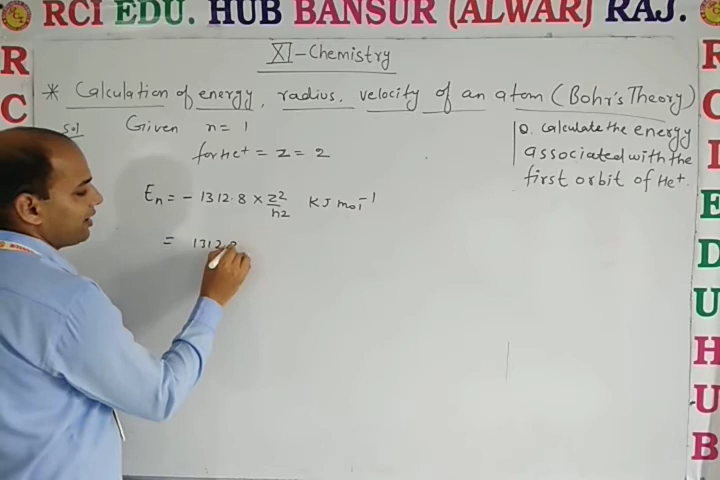 RCI EDU. HUB BANSUR (ALWAR) RAJ.
XI-Chemistry
* Calculation of energy, radius, velocity of an atom (Bohr's Theory)
Sol Given n=1
for He+ = Z = 2
En = - 1312.8 × Z2/n2 KJ mol-1
= 1312.8
Q. calculate the energy
associated with the
first orbit of He+.
R
C
R
C
I
E
D
U
H
U
B